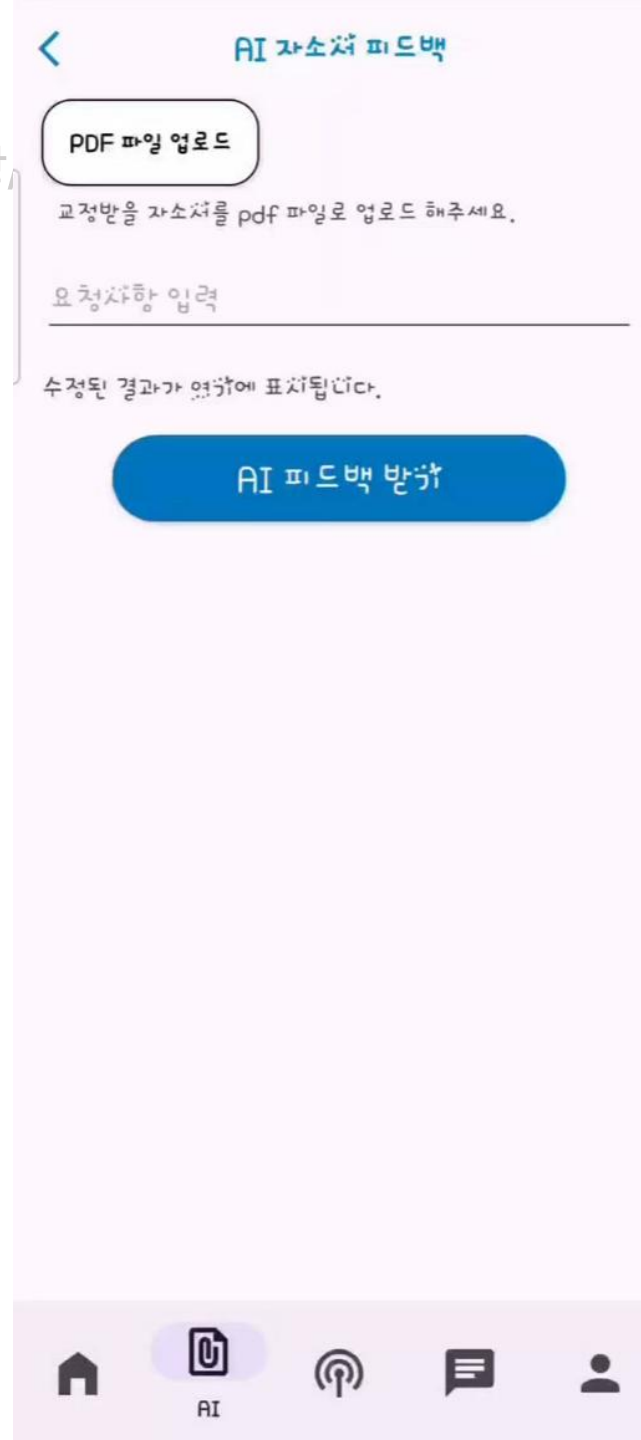 AI 자소서 피드백
PDF 파일 업로드
교정받을 자소서를 pdf 파일로 업로드 해주세요.
요청사항 입력
수정된 결과가 여기에 표시됩니다.
AI 피드백 받기
AI